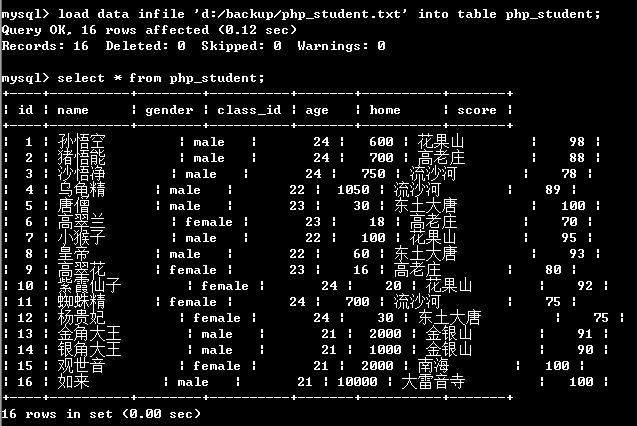 mysql> load data infile 'd:/backup/php_student.txt' into table php_student;
Query OK, 16 rows affected (0.12 sec)
Records: 16  Deleted: 0  Skipped: 0  Warnings: 0
mysql> select * from php_student;
+----+----------+--------+----------+------+-------+-------+
| id | name | gender | class_id | age | home | score |
+----+----------+--------+----------+------+-------+-------+
| 1 | 孙悟空 | male | 24 | 600 | 花果山 | 98 |
| 2 | 猪悟能 | male | 24 | 700 | 高老庄 | 88 |
| 3 | 沙悟净 | male | 24 | 750 | 流沙河 | 78 |
| 4 | 乌龟精 | male | 22 | 1050 | 流沙河 | 89 |
| 5 | 唐僧 | male | 23 | 30 | 东土大唐 | 100 |
| 6 | 高翠兰 | female | 23 | 18 | 高老庄 | 70 |
| 7 | 小猴子 | male | 22 | 100 | 花果山 | 95 |
| 8 | 皇帝 | male | 22 | 60 | 东土大唐 | 93 |
| 9 | 高翠花 | female | 23 | 16 | 高老庄 | 80 |
| 10 | 紫霞仙子 | female | 24 | 20 | 花果山 | 92 |
| 11 | 蜘蛛精 | female | 24 | 700 | 流沙河 | 75 |
| 12 | 杨贵妃 | female | 24 | 30 | 东土大唐 | 75 |
| 13 | 金角大王 | male | 21 | 2000 | 金银山 | 91 |
| 14 | 银角大王 | male | 21 | 1000 | 金银山 | 90 |
| 15 | 观世音 | female | 21 | 2000 | 南海 | 100 |
| 16 | 如来 | male | 21 | 10000 | 大雷音寺 | 100 |
+----+----------+--------+----------+------+-------+-------+
16 rows in set (0.00 sec)